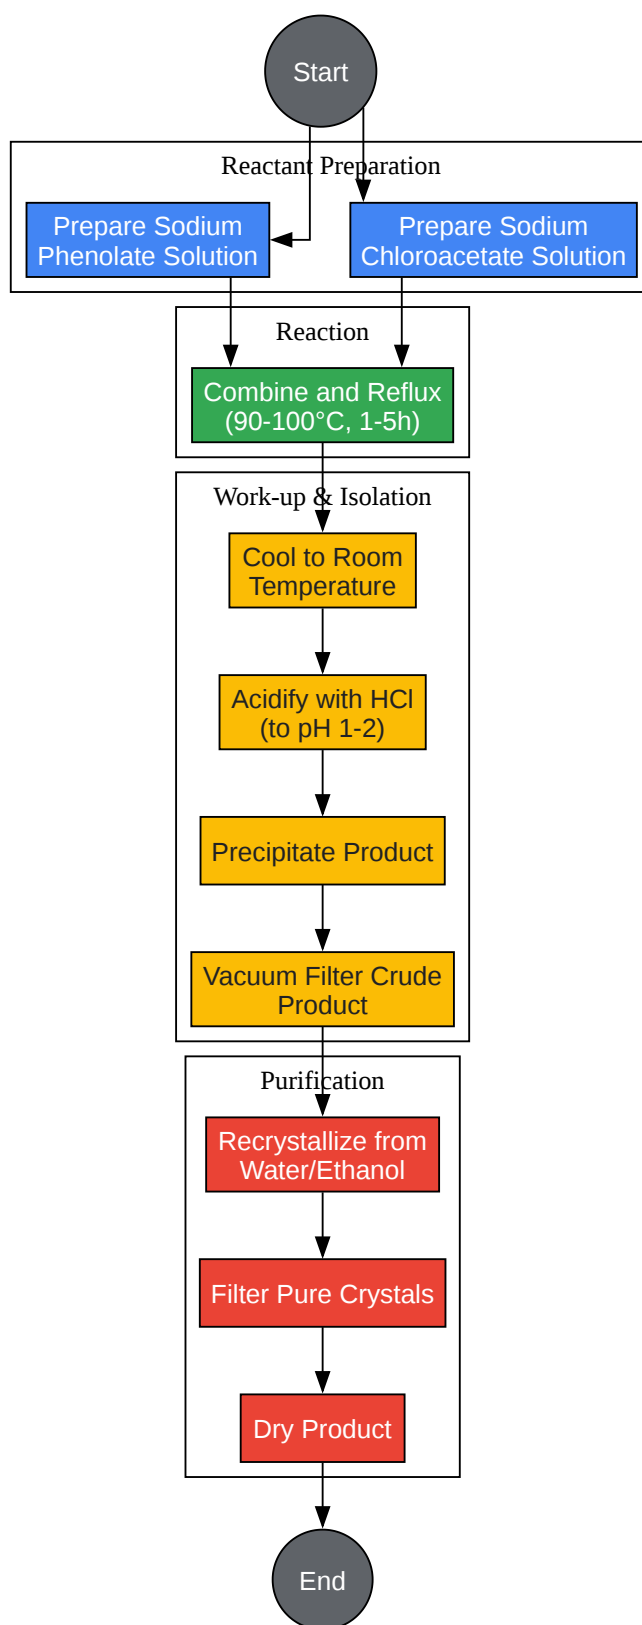 Start
Reactant Preparation
Prepare Sodium
Phenolate Solution
Prepare Sodium
Chloroacetate Solution
Reaction
Combine and Reflux
(90-100°C, 1-5h)
Work-up & Isolation
Cool to Room
Temperature
Acidify with HCl
(to pH 1-2)
Precipitate Product
Vacuum Filter Crude
Product
Purification
Recrystallize from
Water/Ethanol
Filter Pure Crystals
Dry Product
End